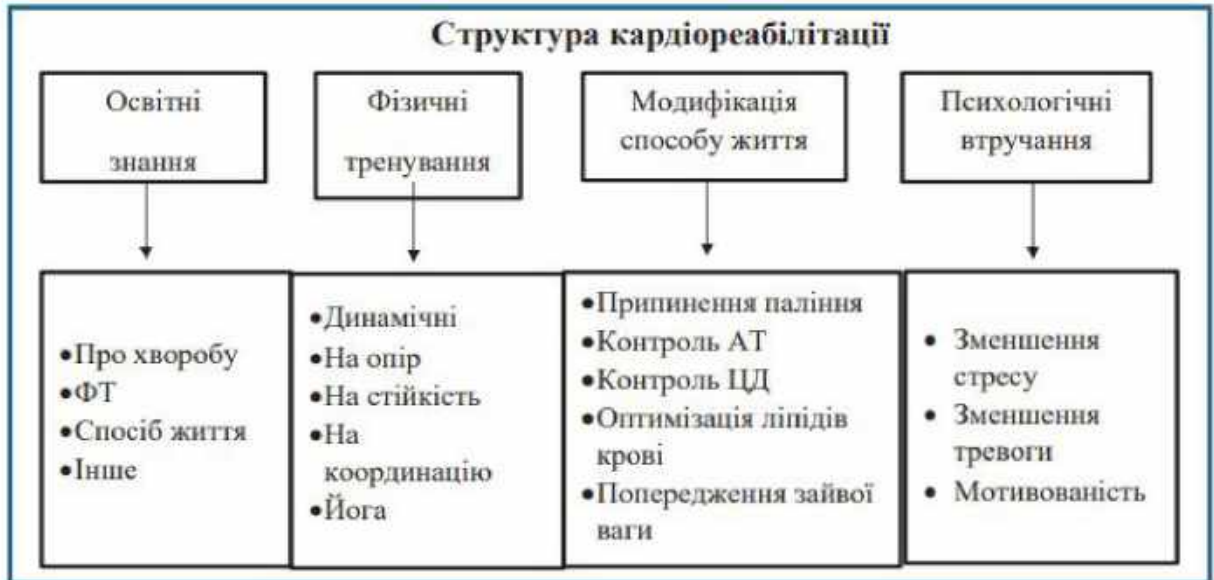 Структура кардіореабілітації
Освітні
знання
Фізичні
тренування
Модифікація
способу життя
Психологічні
втручання
•Про хворобу
•ФТ
•Спосіб життя
•Інше
•Динамічні
•На опір
•На стійкість
•На
координацію
•Йога
•Припинення паління
•Контроль АТ
•Контроль ЦД
•Оптимізація ліпідів
крові
•Попередження зайвої
ваги
• Зменшення
стресу
• Зменшення
тривоги
• Мотивованість